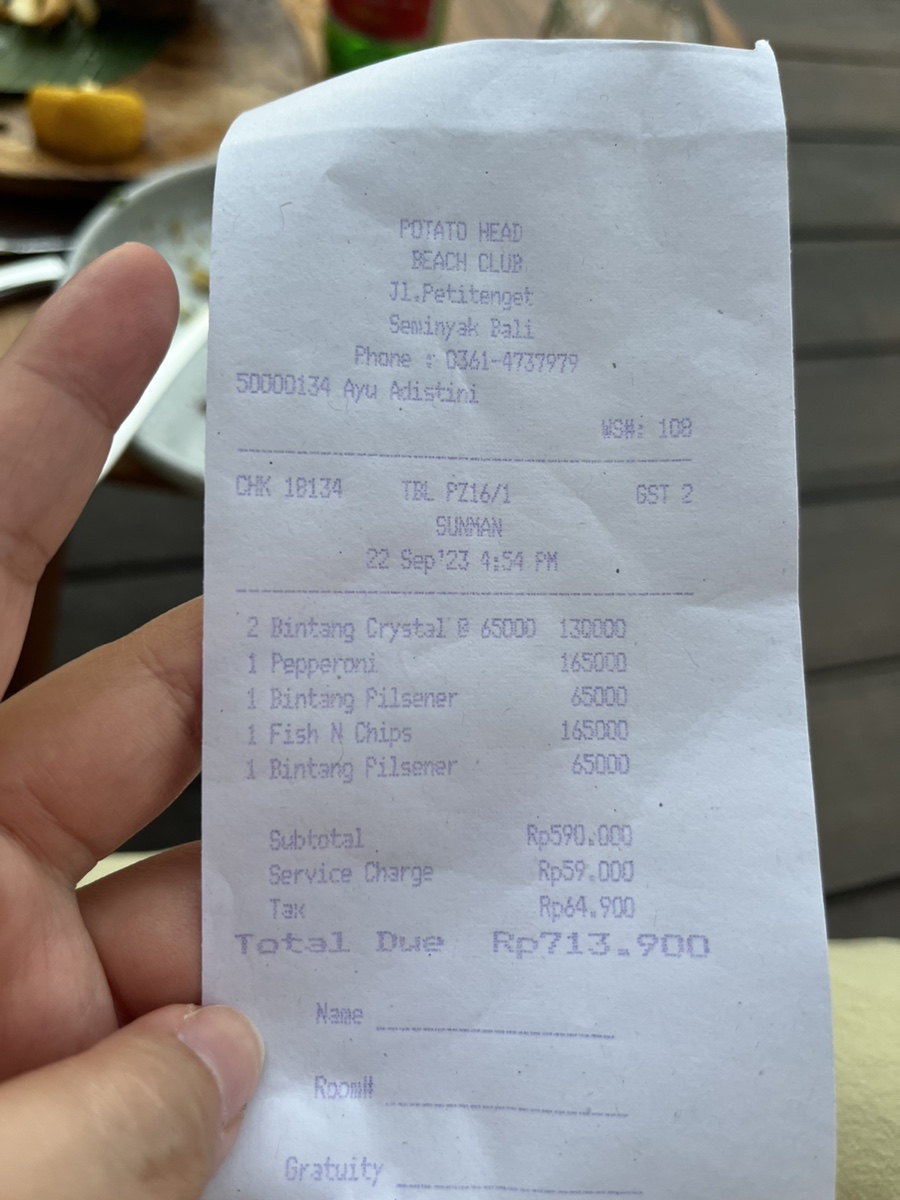 POTATO HEAD
BEACH CLUB
Jl.Petitenget
Seminyak Bali
Phone : 0361-4737979
50000134 Ayu Adistini
WS#: 108
CHK 18134 TBL PZ16/1 GST 2
SUNMAN
22 Sep'23 4:54 PM
2 Bintang Crystal @ 65000 130000
1 Pepperoni 165000
1 Bintang Pilsener 65000
1 Fish N Chips 165000
1 Bintang Pilsener 65000
Subtotal Rp590.000
Service Charge Rp59.000
Tax Rp64.900
Total Due Rp713.900
Name
Room#
Gratuity